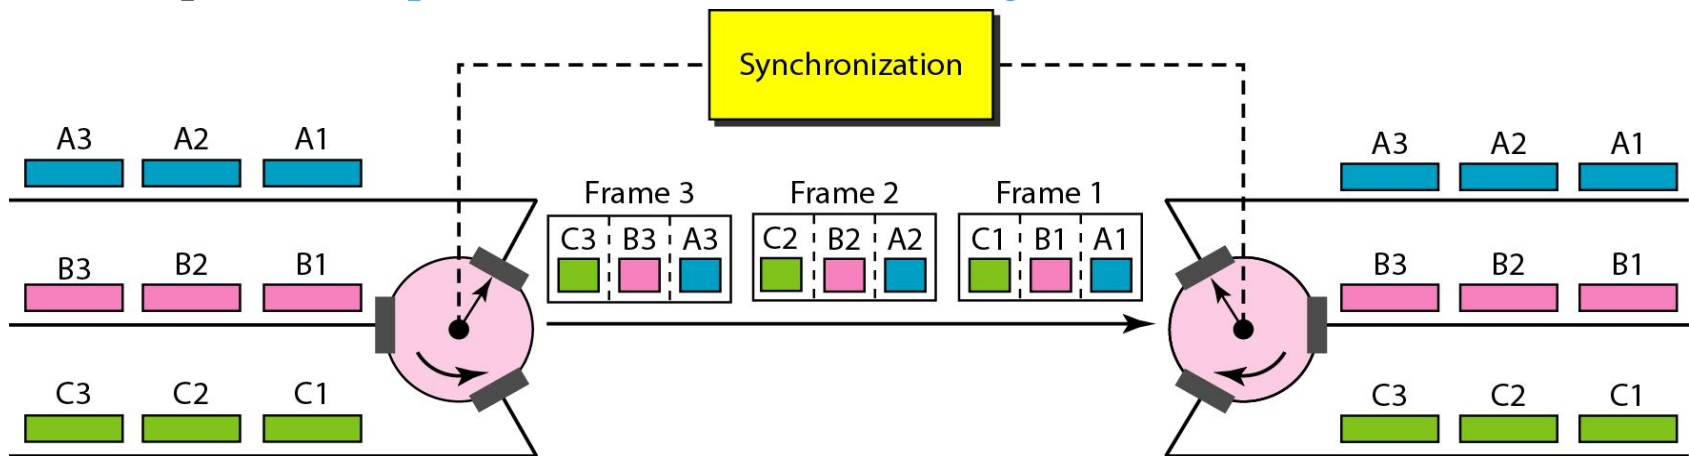 Synchronization
A3 A2 A1
A3 A2 A1
Frame 3 Frame 2 Frame 1
C3 B3 A3 C2 B2 A2 C1 B1 A1
B3 B2 B1
B3 B2 B1
C3 C2 C1
C3 C2 C1